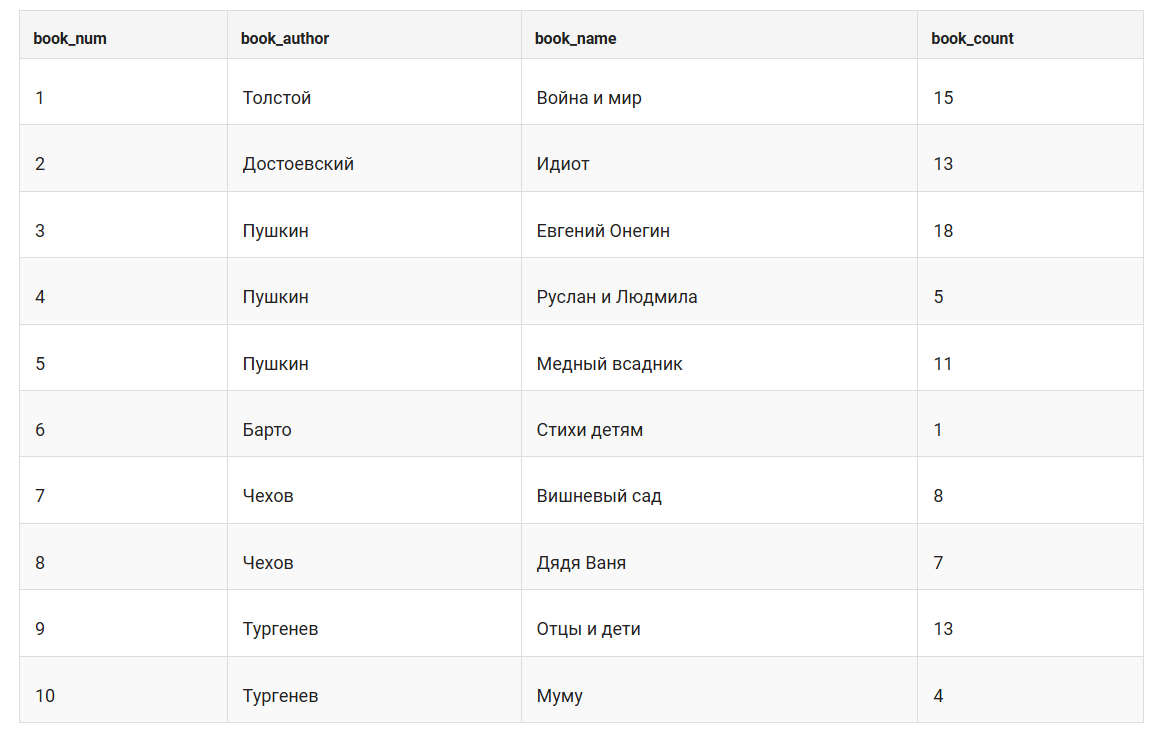 book_num book_author book_name book_count
1 Толстой Война и мир 15
2 Достоевский Идиот 13
3 Пушкин Евгений Онегин 18
4 Пушкин Руслан и Людмила 5
5 Пушкин Медный всадник 11
6 Барто Стихи детям 1
7 Чехов Вишневый сад 8
8 Чехов Дядя Ваня 7
9 Тургенев Отцы и дети 13
10 Тургенев Муму 4